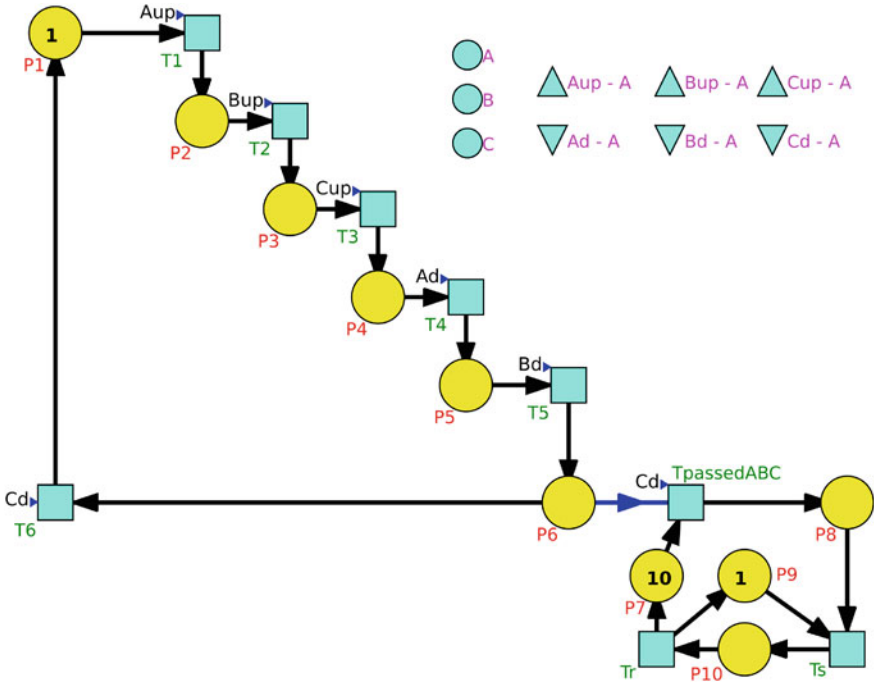 Aup
1
P1
T1
A
Aup - A
Bup - A
Cup - A
B
Bup
P2
T2
C
Ad - A
Bd - A
Cd - A
Cup
P3
T3
Ad
P4
T4
Bd
P5
T5
Cd
T6
P6
Cd
TpassedABC
P8
10
P7
1
P9
Tr
P10
Ts